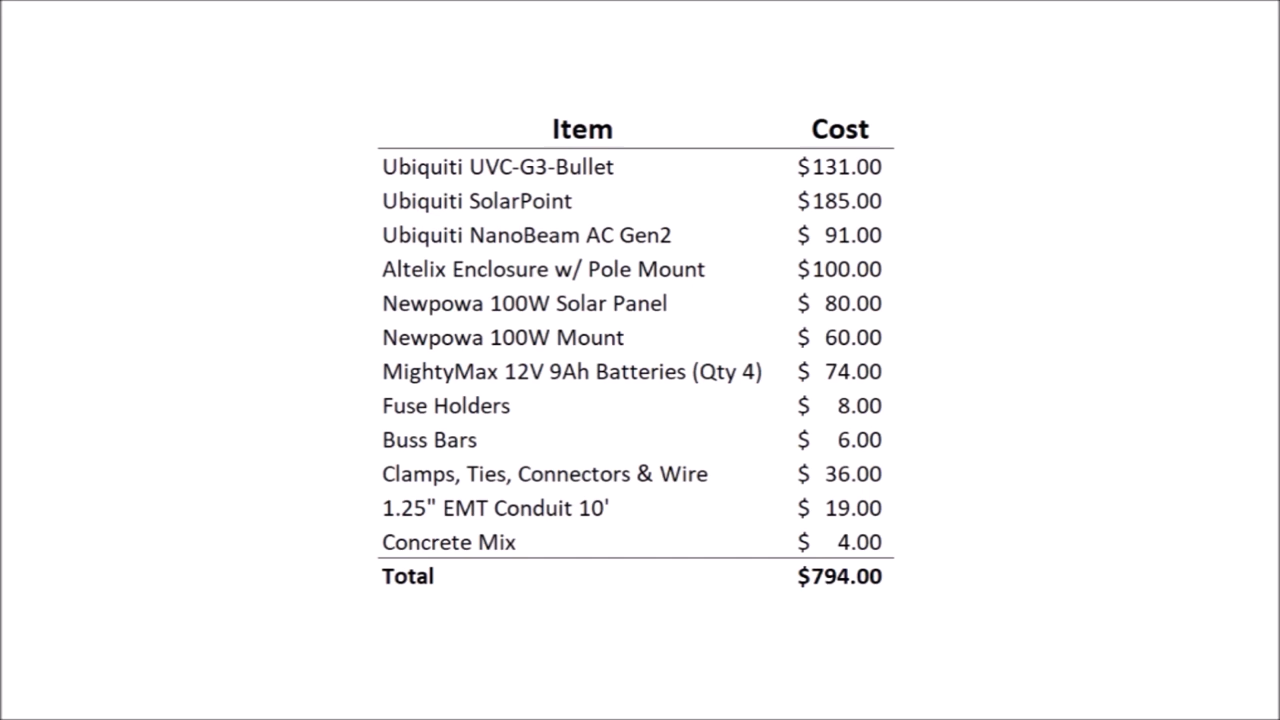 Item Cost
Ubiquiti UVC-G3-Bullet $131.00
Ubiquiti SolarPoint $185.00
Ubiquiti NanoBeam AC Gen2 $ 91.00
Altelix Enclosure w/ Pole Mount $100.00
Newpowa 100W Solar Panel $ 80.00
Newpowa 100W Mount $ 60.00
MightyMax 12V 9Ah Batteries (Qty 4) $ 74.00
Fuse Holders $ 8.00
Buss Bars $ 6.00
Clamps, Ties, Connectors & Wire $ 36.00
1.25" EMT Conduit 10' $ 19.00
Concrete Mix $ 4.00
Total $794.00